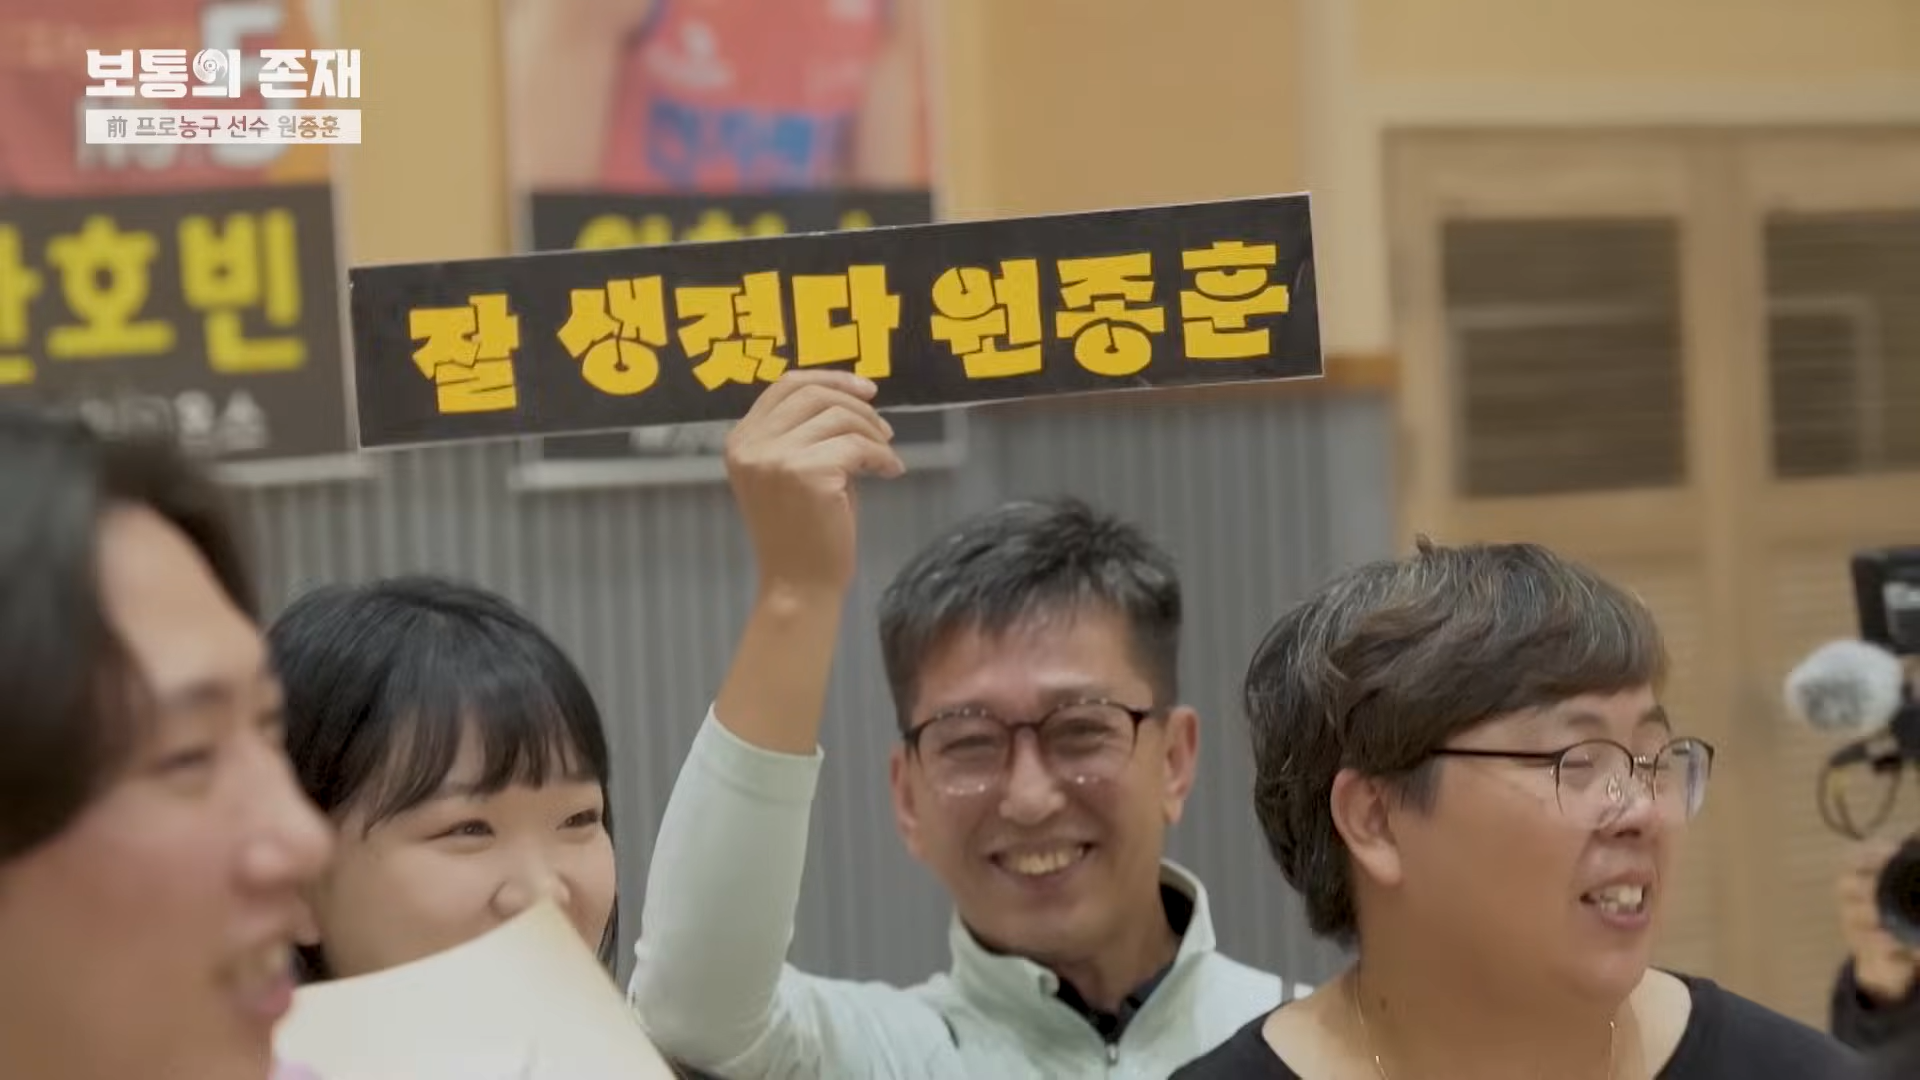 보통의 존재
前 프로농구 선수 원종훈
호빈
잘 생겼다 원종훈